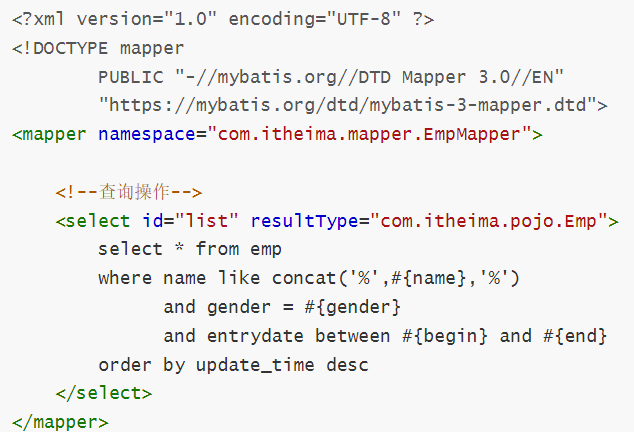 <?xml version="1.0" encoding="UTF-8" ?>
<!DOCTYPE mapper
        PUBLIC "-//mybatis.org//DTD Mapper 3.0//EN"
        "https://mybatis.org/dtd/mybatis-3-mapper.dtd">
<mapper namespace="com.itheima.mapper.EmpMapper">

    <!--查询操作-->
    <select id="list" resultType="com.itheima.pojo.Emp">
        select * from emp
        where name like concat('%',#{name},'%')
              and gender = #{gender}
              and entrydate between #{begin} and #{end}
        order by update_time desc
    </select>
</mapper>